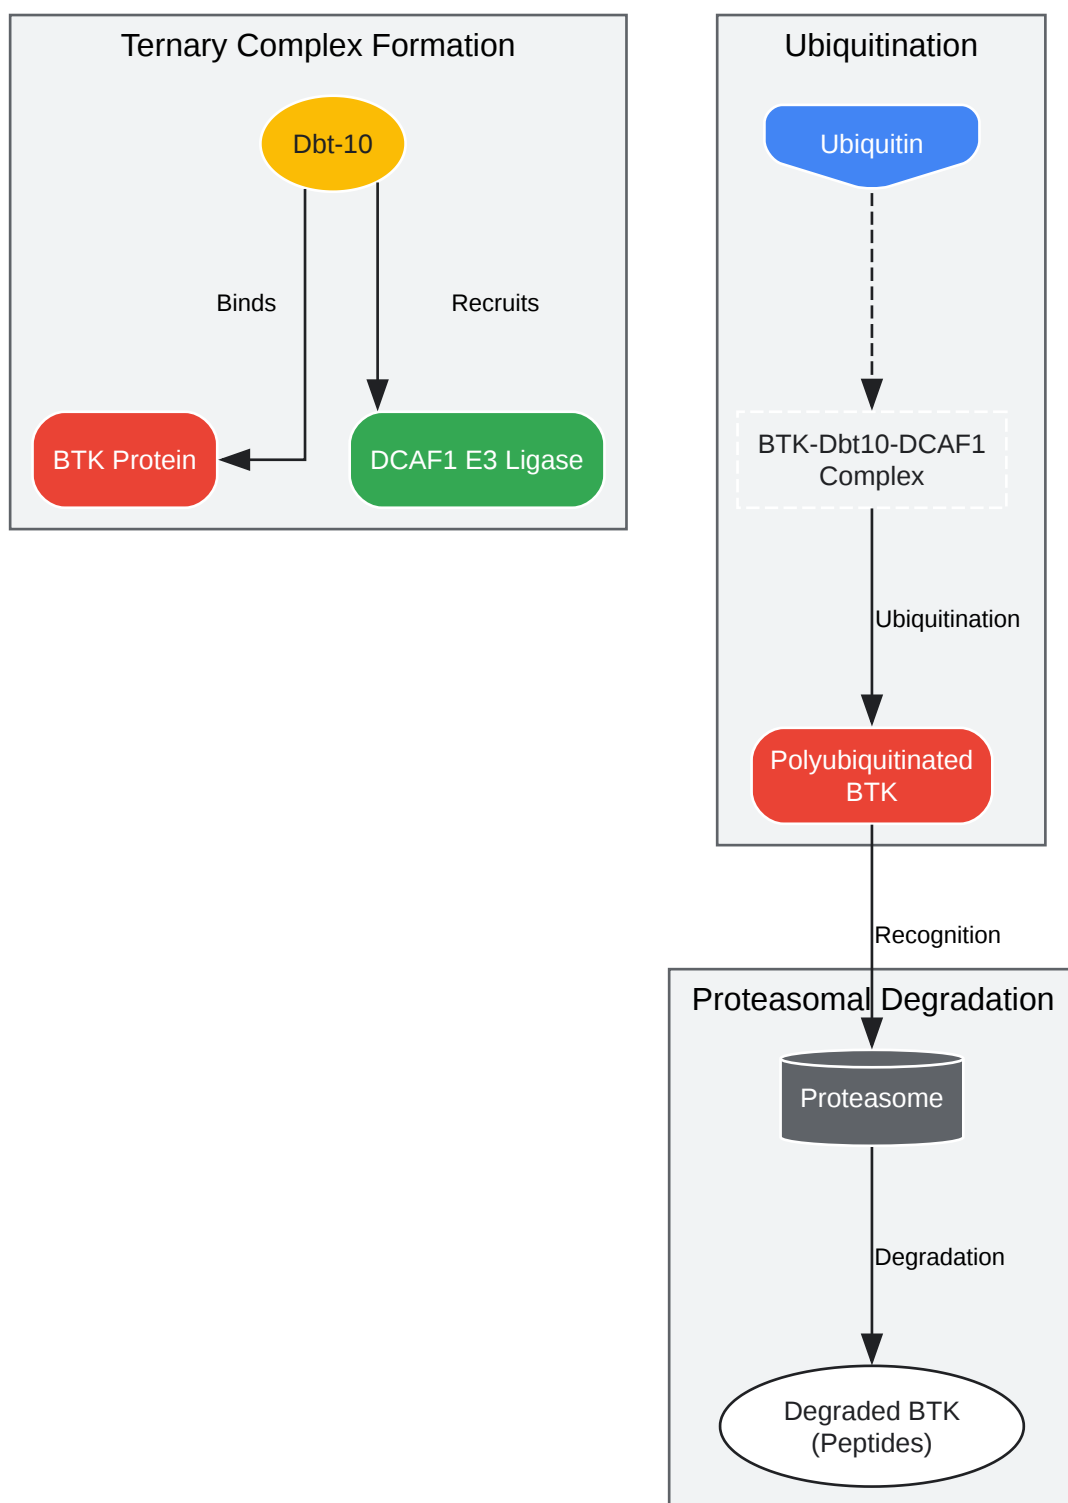 Ternary Complex Formation
Dbt-10
Binds
Recruits
BTK Protein
DCAF1 E3 Ligase
Ubiquitination
Ubiquitin
BTK-Dbt10-DCAF1
Complex
Ubiquitination
Polyubiquitinated
BTK
Recognition
Proteasomal Degradation
Proteasome
Degradation
Degraded BTK
(Peptides)